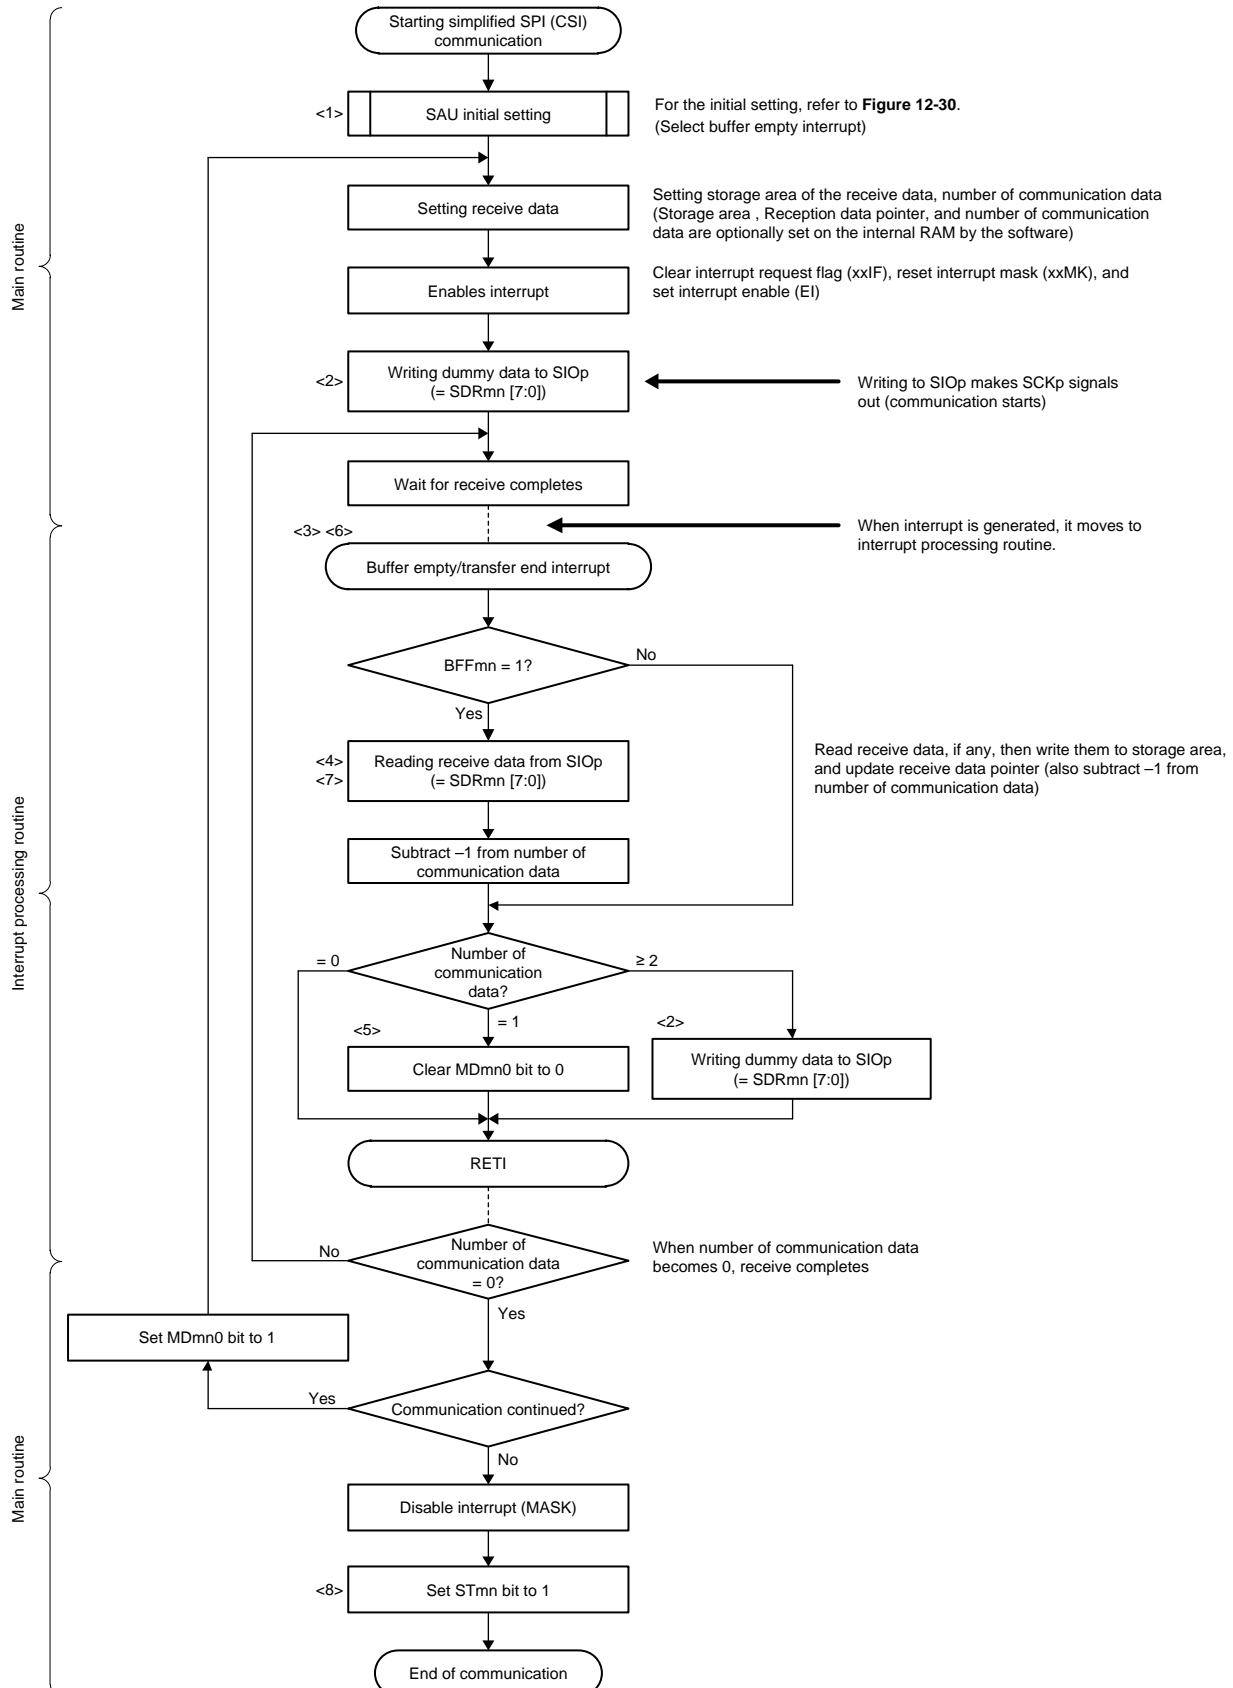 Starting simplified SPI (CSI)
communication
<1>
SAU initial setting
For the initial setting, refer to Figure 12-30.
(Select buffer empty interrupt)
Setting receive data
Setting storage area of the receive data, number of communication data
(Storage area , Reception data pointer, and number of communication
data are optionally set on the internal RAM by the software)
Main routine
Enables interrupt
Clear interrupt request flag (xxIF), reset interrupt mask (xxMK), and
set interrupt enable (EI)
<2>
Writing dummy data to SIOp
(= SDRmn [7:0])
Writing to SIOp makes SCKp signals
out (communication starts)
Wait for receive completes
<3> <6>
When interrupt is generated, it moves to
interrupt processing routine.
Buffer empty/transfer end interrupt
BFFmn = 1?
No
Yes
<4>
<7>
Reading receive data from SIOp
(= SDRmn [7:0])
Read receive data, if any, then write them to storage area,
and update receive data pointer (also subtract –1 from
number of communication data)
Subtract –1 from number of
communication data
Interrupt processing routine
Number of
communication
data?
= 0
≥ 2
= 1
<5>
Clear MDmn0 bit to 0
<2>
Writing dummy data to SIOp
(= SDRmn [7:0])
RETI
Number of
communication data
= 0?
No
When number of communication data
becomes 0, receive completes
Yes
Set MDmn0 bit to 1
Yes
Communication continued?
No
Main routine
Disable interrupt (MASK)
<8>
Set STmn bit to 1
End of communication